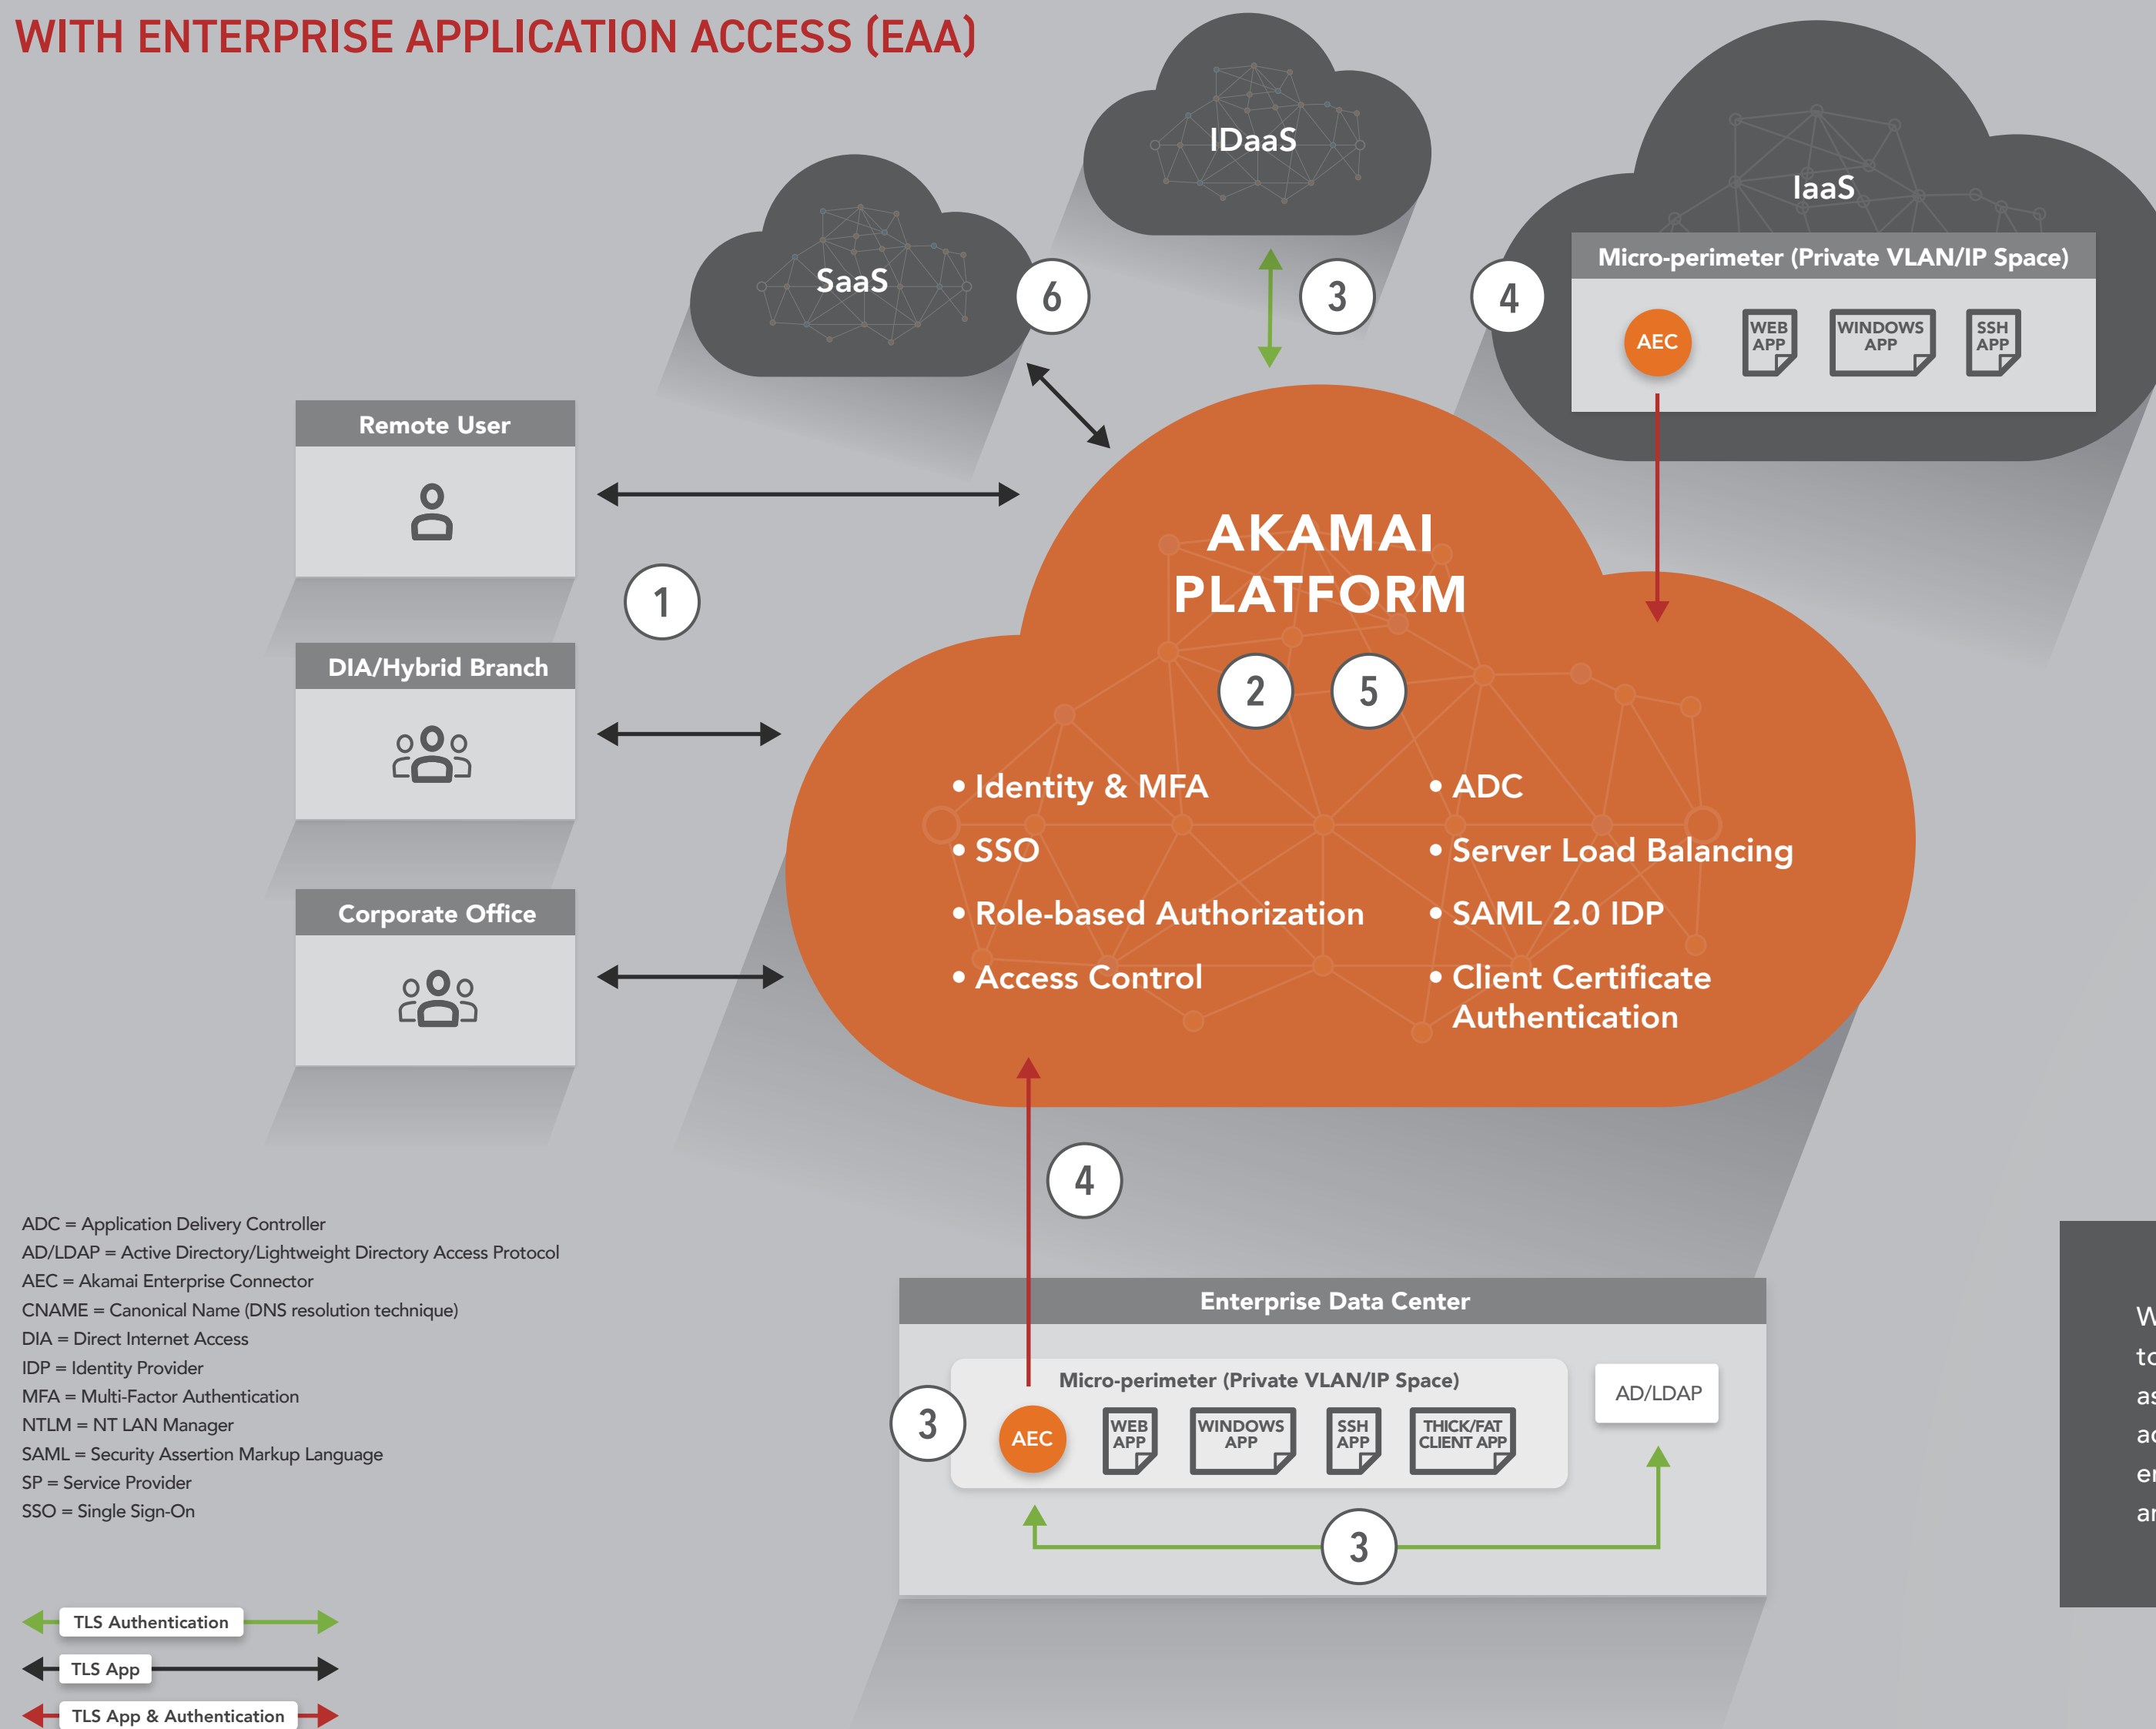 WITH ENTERPRISE APPLICATION ACCESS (EAA)
IDaaS
IaaS
SaaS
6
3
4
Micro-perimeter (Private VLAN/IP Space)
AEC
WEB
APP
WINDOWS
APP
SSH
APP
Remote User
1
DIA/Hybrid Branch
Corporate Office
AKAMAI
PLATFORM
2
5
• Identity & MFA
• SSO
• Role-based Authorization
• Access Control
• ADC
• Server Load Balancing
• SAML 2.0 IDP
• Client Certificate
Authentication
4
Enterprise Data Center
Micro-perimeter (Private VLAN/IP Space)
3
AEC
WEB
APP
WINDOWS
APP
SSH
APP
THICK/FAT
CLIENT APP
AD/LDAP
3
ADC = Application Delivery Controller
AD/LDAP = Active Directory/Lightweight Directory Access Protocol
AEC = Akamai Enterprise Connector
CNAME = Canonical Name (DNS resolution technique)
DIA = Direct Internet Access
IDP = Identity Provider
MFA = Multi-Factor Authentication
NTLM = NT LAN Manager
SAML = Security Assertion Markup Language
SP = Service Provider
SSO = Single Sign-On
TLS Authentication
TLS App
TLS App & Authentication